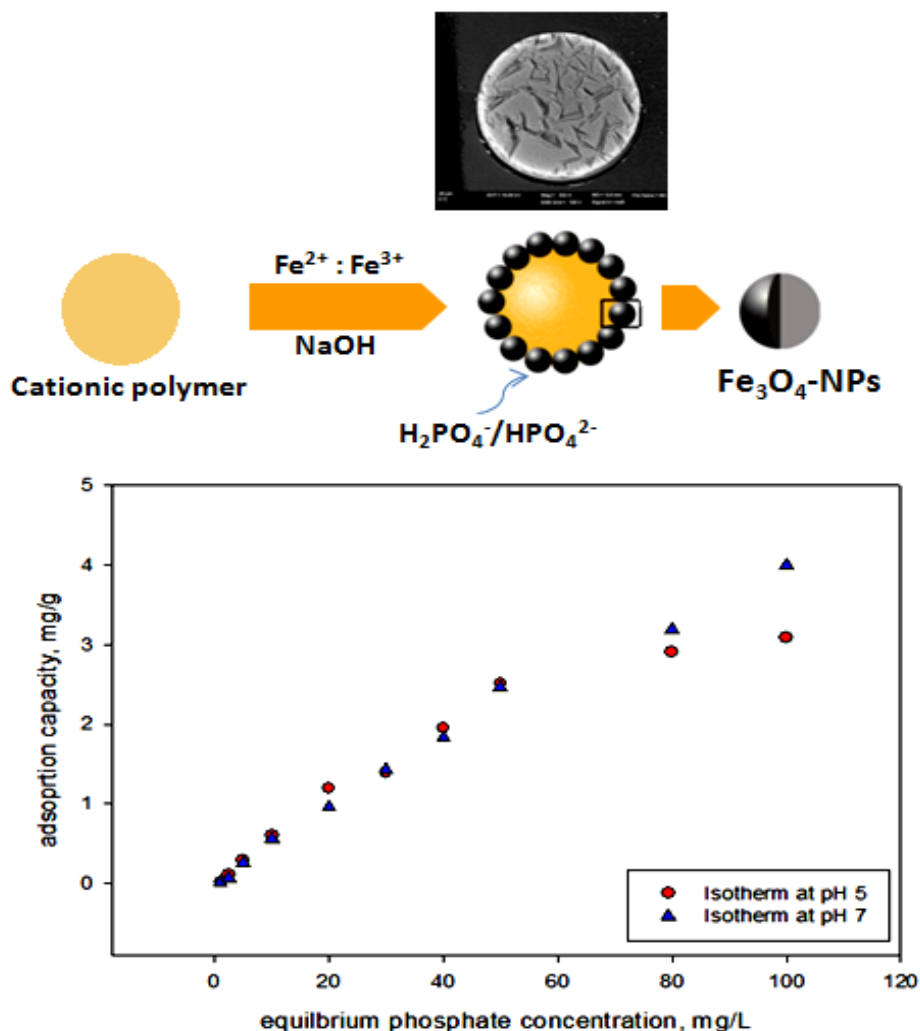 Fe²⁺ : Fe³⁺
NaOH
Cationic polymer
Fe₃O₄-NPs
H₂PO₄⁻/HPO₄²⁻
5
4
3
2
1
0
adsoprtion capacity, mg/g
Isotherm at pH 5
Isotherm at pH 7
0 20 40 60 80 100 120
equilbrium phosphate concentration, mg/L